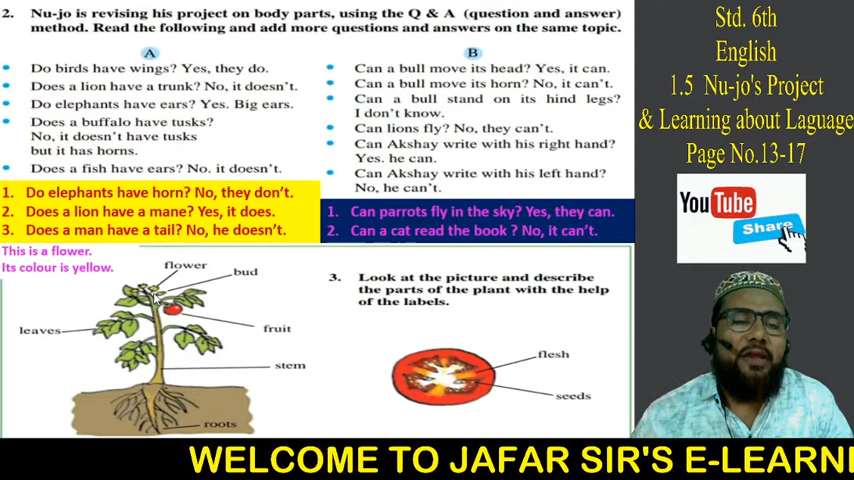 2. Nu-jo is revising his project on body parts, using the Q & A (question and answer)
method. Read the following and add more questions and answers on the same topic.
A
Do birds have wings? Yes, they do.
Does a lion have a trunk? No, it doesn't.
Do elephants have ears? Yes. Big ears.
Does a buffalo have tusks?
No, it doesn't have tusks
but it has horns.
Does a fish have ears? No. it doesn't.
B
Can a bull move its head? Yes, it can.
Can a bull move its horn? No, it can't.
Can a bull stand on its hind legs?
I don't know.
Can lions fly? No, they can't.
Can Akshay write with his right hand?
Yes. he can.
Can Akshay write with his left hand?
No, he can't.
1. Do elephants have horn? No, they don't.
2. Does a lion have a mane? Yes, it does.
3. Does a man have a tail? No, he doesn't.
1. Can parrots fly in the sky? Yes, they can.
2. Can a cat read the book ? No, it can't.
This is a flower.
Its colour is yellow.
flower
bud
leaves
fruit
stem
roots
3. Look at the picture and describe
the parts of the plant with the help
of the labels.
flesh
seeds
Std. 6th
English
1.5 Nu-jo's Project
& Learning about Laguage
Page No.13-17
YouTube
Share
WELCOME TO JAFAR SIR'S E-LEARNI